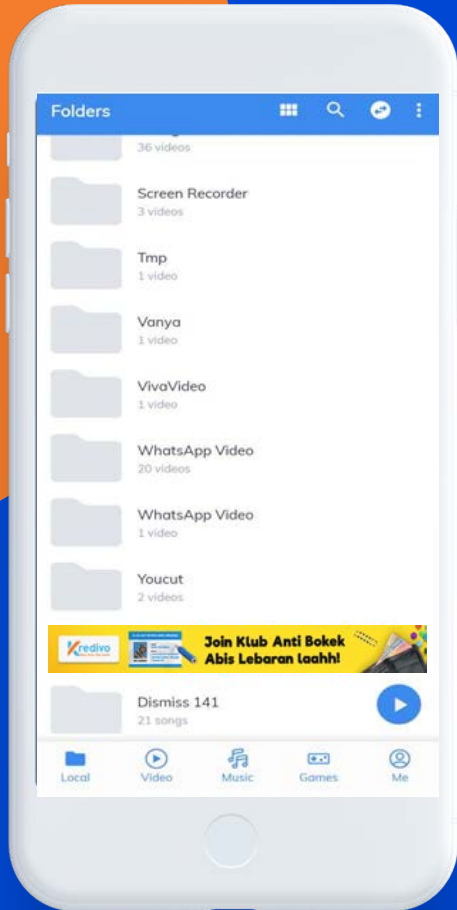 Folders
36 videos
Screen Recorder
3 videos
Tmp
1 video
Vanya
1 video
VivaVideo
1 video
WhatsApp Video
20 videos
WhatsApp Video
1 video
Youcut
2 videos
Kredivo
Join Klub Anti Bokek
Abis Lebaran laahh!
Dismiss 141
21 songs
Local
Video
Music
Games
Me